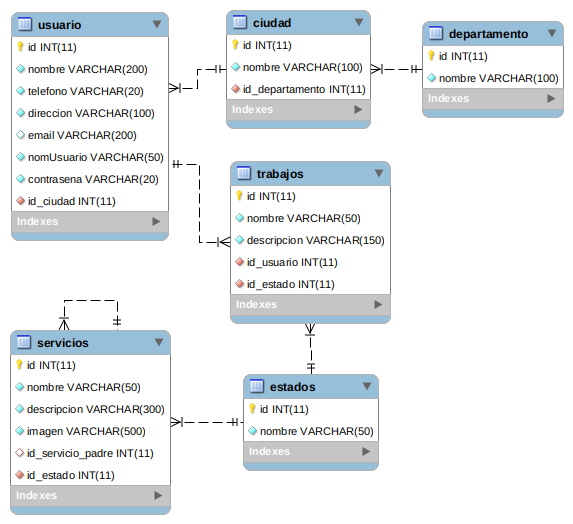 usuario
id INT(11)
nombre VARCHAR(200)
telefono VARCHAR(20)
direccion VARCHAR(100)
email VARCHAR(200)
nomUsuario VARCHAR(50)
contrasena VARCHAR(20)
id_ciudad INT(11)
Indexes
ciudad
id INT(11)
nombre VARCHAR(100)
id_departamento INT(11)
Indexes
departamento
id INT(11)
nombre VARCHAR(100)
Indexes
trabajos
id INT(11)
nombre VARCHAR(50)
descripcion VARCHAR(150)
id_usuario INT(11)
id_estado INT(11)
Indexes
servicios
id INT(11)
nombre VARCHAR(50)
descripcion VARCHAR(300)
imagen VARCHAR(500)
id_servicio_padre INT(11)
id_estado INT(11)
Indexes
estados
id INT(11)
nombre VARCHAR(50)
Indexes